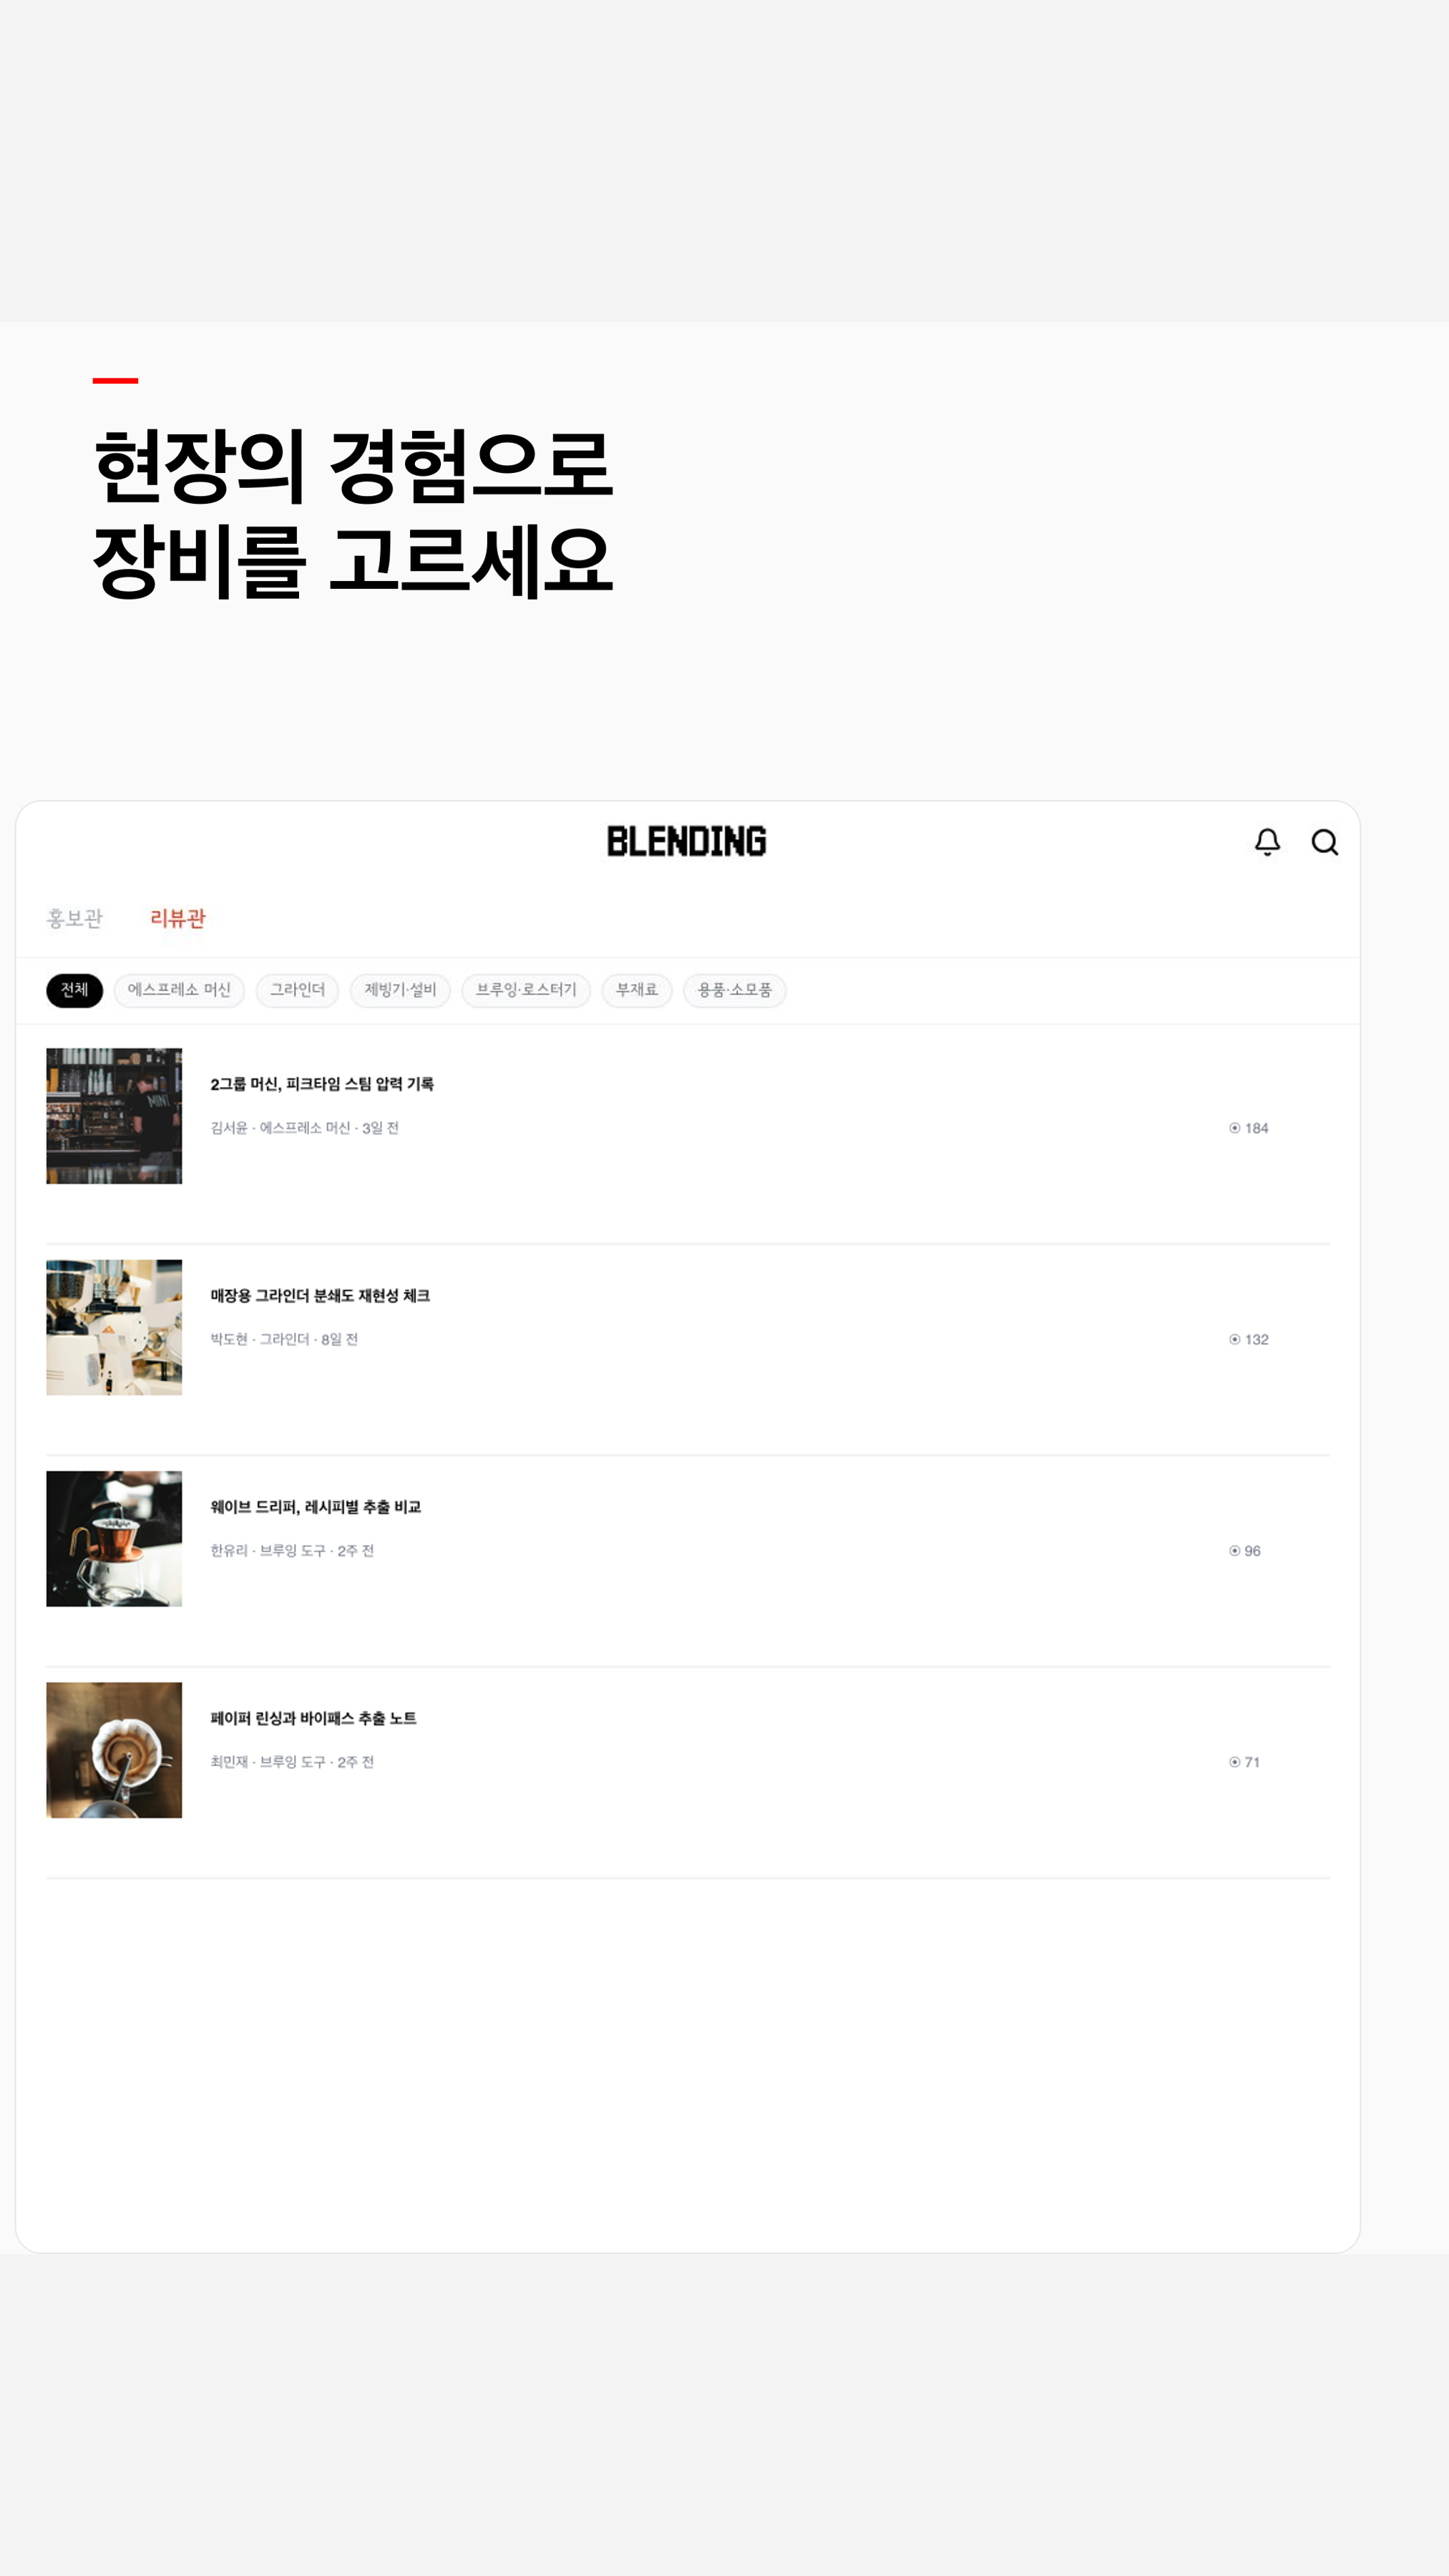 현장의 경험으로
장비를 고르세요
BLENDING
홍보관 리뷰관
전체 에스프레소 머신 그라인더 제빙기·설비 브루잉·로스터기 부재료 용품·소모품
MINT
2그룹 머신, 피크타임 스팀 압력 기록
김서윤 · 에스프레소 머신 · 3일 전 184
매장용 그라인더 분쇄도 재현성 체크
박도현 · 그라인더 · 8일 전 132
웨이브 드리퍼, 레시피별 추출 비교
한유리 · 브루잉 도구 · 2주 전 96
페이퍼 린싱과 바이패스 추출 노트
최민재 · 브루잉 도구 · 2주 전 71